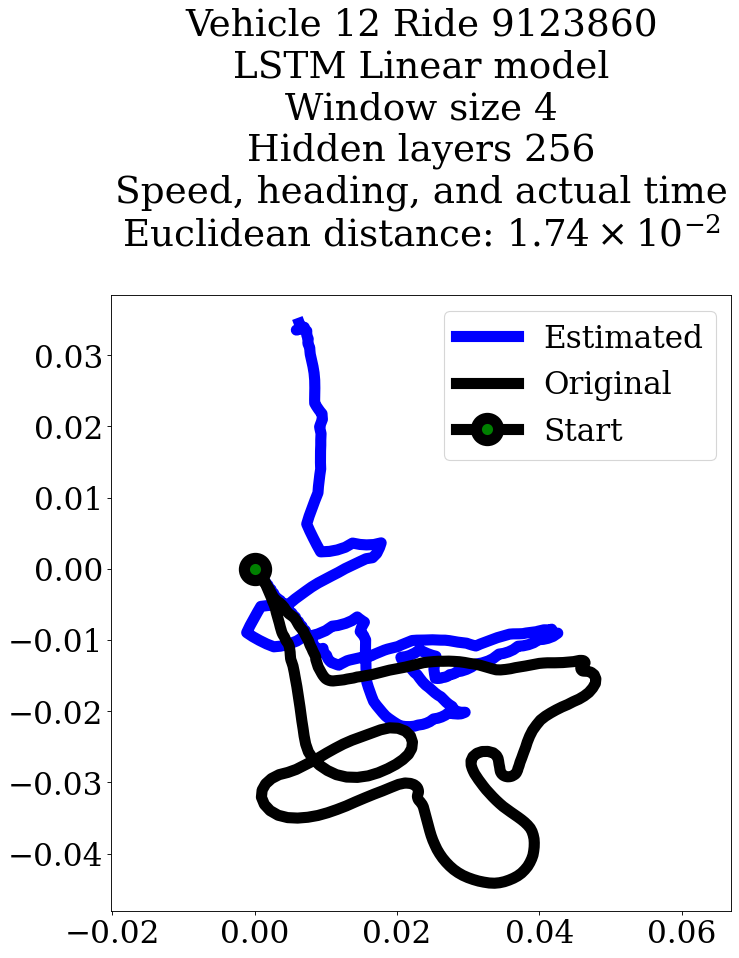 Vehicle 12 Ride 9123860
LSTM Linear model
Window size 4
Hidden layers 256
Speed, heading, and actual time
Euclidean distance: 1.74 × 10⁻²
Estimated
Original
Start
0.03
0.02
0.01
0.00
−0.01
−0.02
−0.03
−0.04
−0.02 0.00 0.02 0.04 0.06